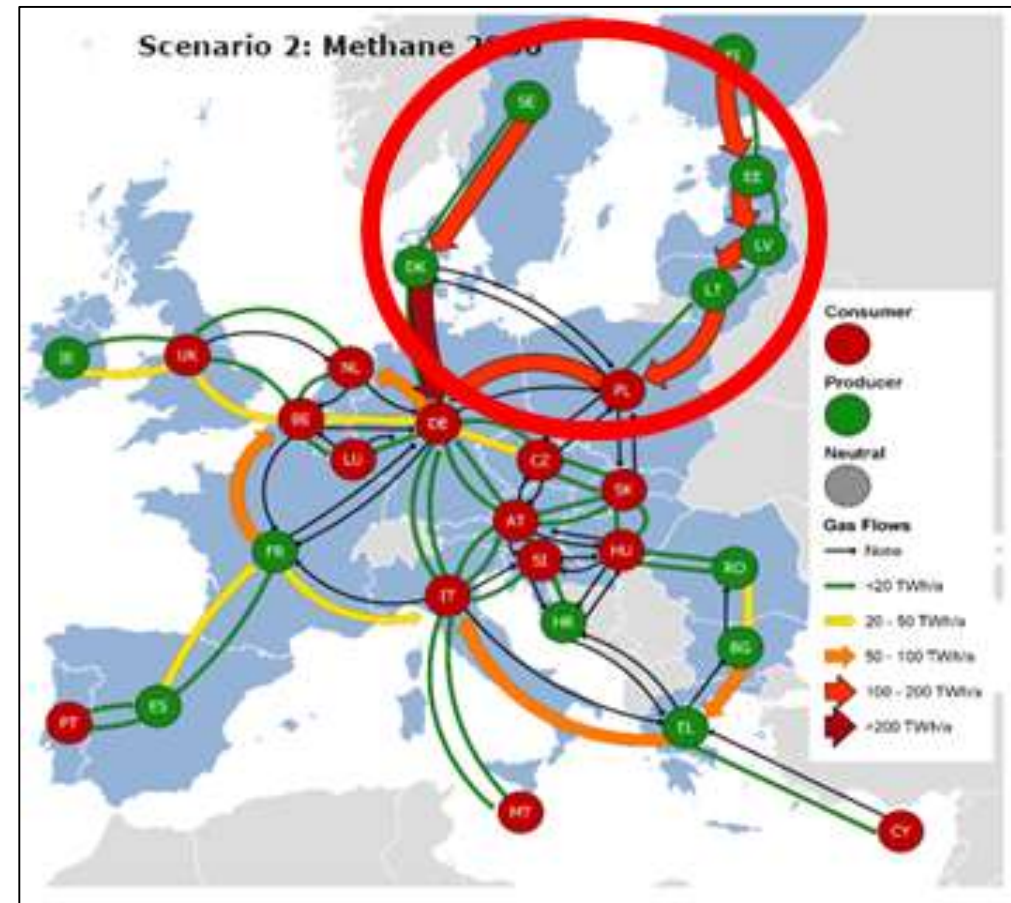 Scenario 2: Methane
SE
EE
LV
DK
LT
IE
UK
NL
PL
BE
DE
LU
CZ
SK
AT
HU
FR
SI
RO
IT
HR
BG
ES
PT
TL
MT
CY
Consumer
Producer
Neutral
Gas Flows
None
<20 TWh/a
20 - 50 TWh/a
50 - 100 TWh/a
100 - 200 TWh/a
>200 TWh/a